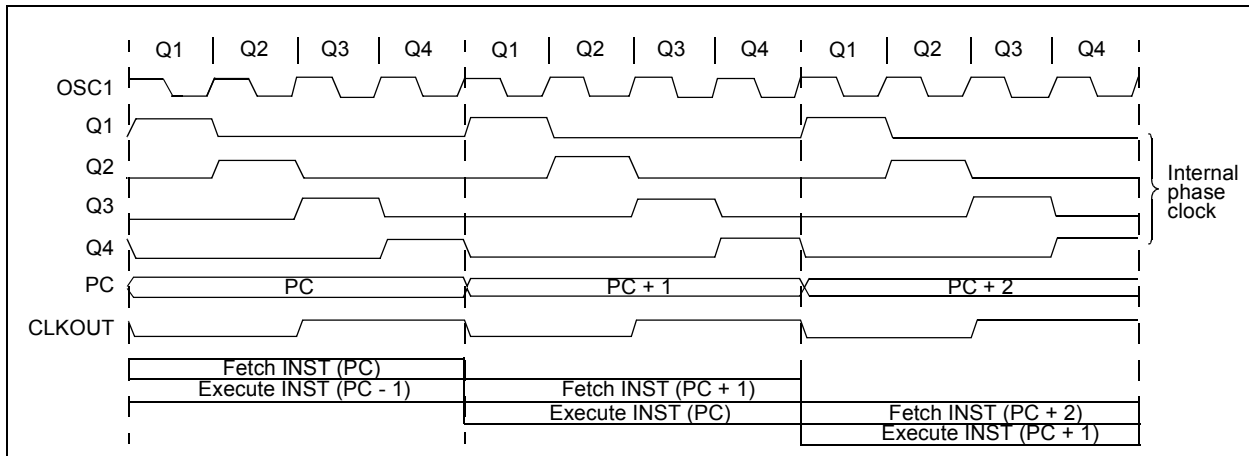 Q1 Q2 Q3 Q4 Q1 Q2 Q3 Q4 Q1 Q2 Q3 Q4
OSC1
Q1
Q2
Q3
Q4
Internal
phase
clock
PC PC PC + 1 PC + 2
CLKOUT
Fetch INST (PC)
Execute INST (PC - 1) Fetch INST (PC + 1)
Execute INST (PC) Fetch INST (PC + 2)
Execute INST (PC + 1)